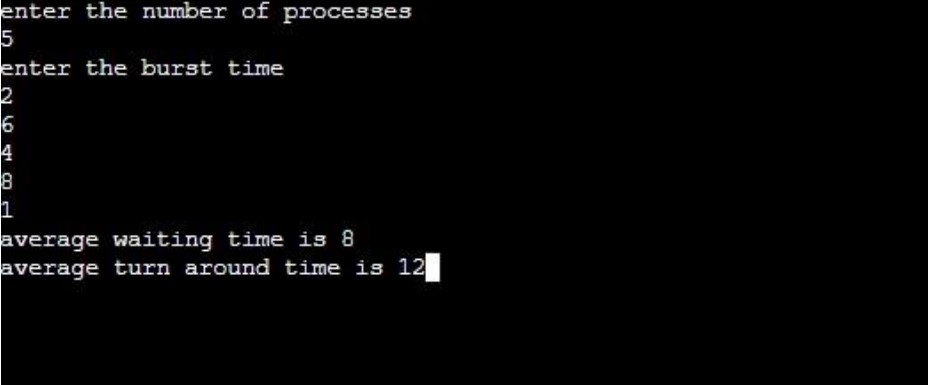 enter the number of processes
5
enter the burst time
2
6
4
8
1
average waiting time is 8
average turn around time is 12